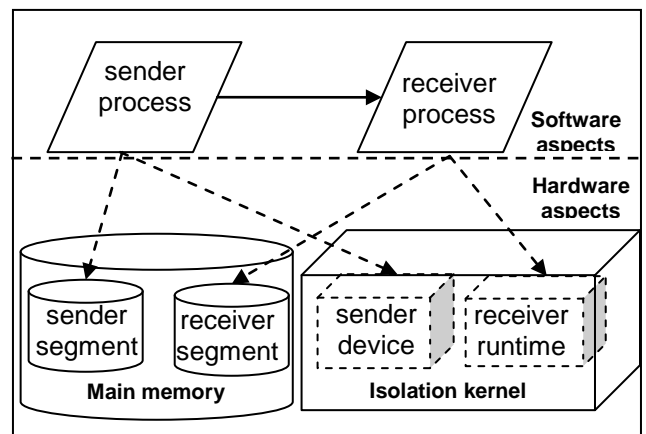 sender
process
receiver
process
Software
aspects
Hardware
aspects
sender
segment
receiver
segment
Main memory
sender
device
receiver
runtime
Isolation kernel